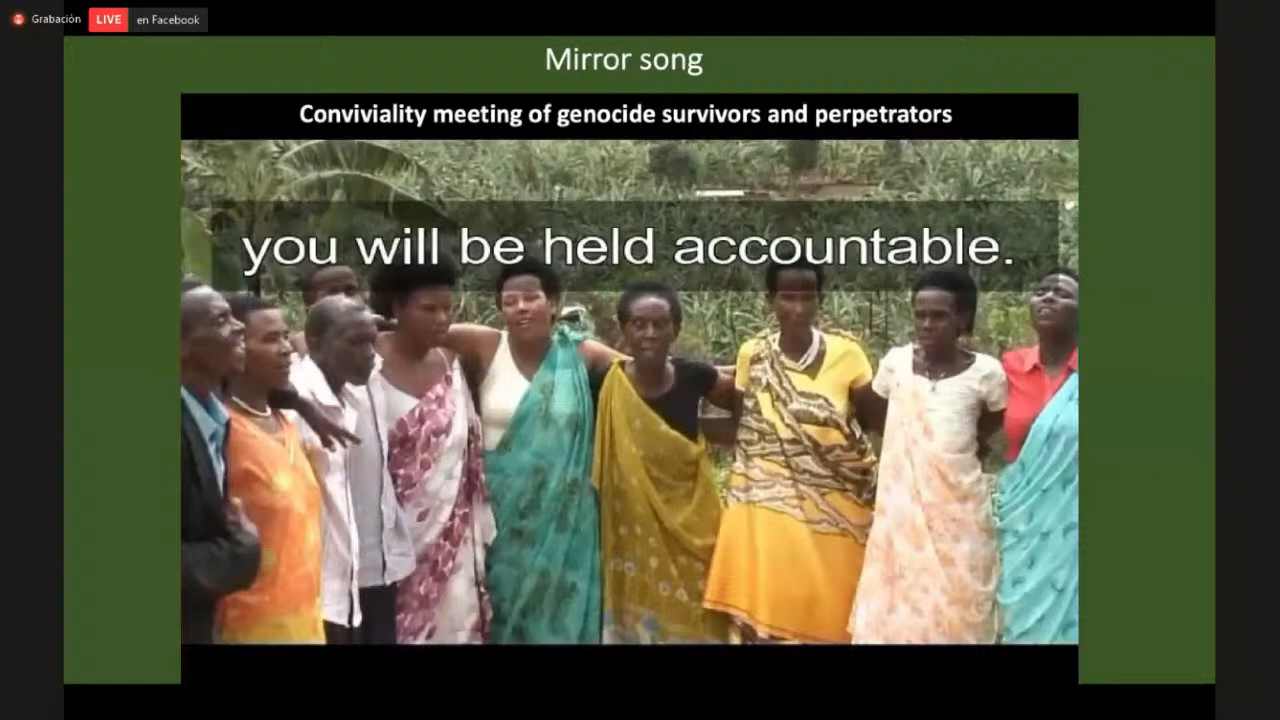 Grabación
LIVE en Facebook
Mirror song
Conviviality meeting of genocide survivors and perpetrators
you will be held accountable.